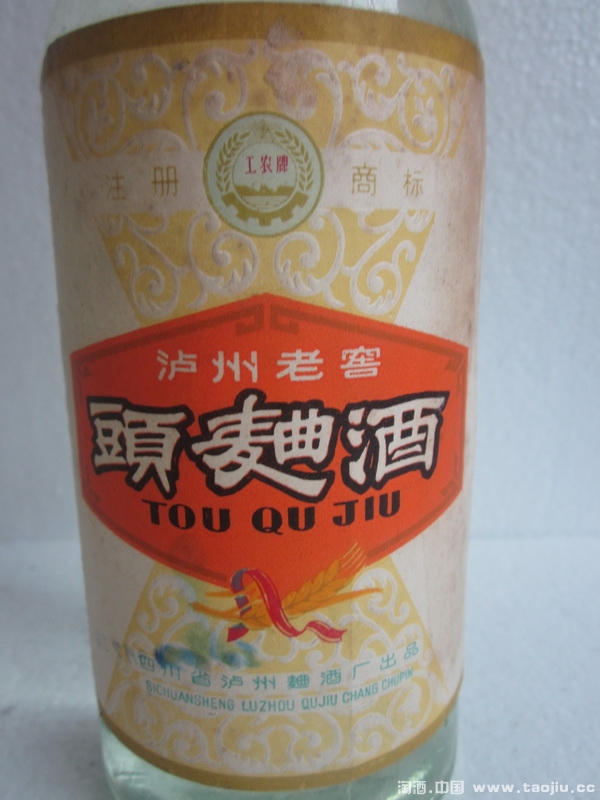 工农牌
注册 商标
泸州老窖
頭麯酒
TOU QU JIU
四川省泸州麯酒厂出品
SICHUANSHENG LUZHOU QUJIU CHANG CHUPIN
淘酒.中国 www.taojiu.cc